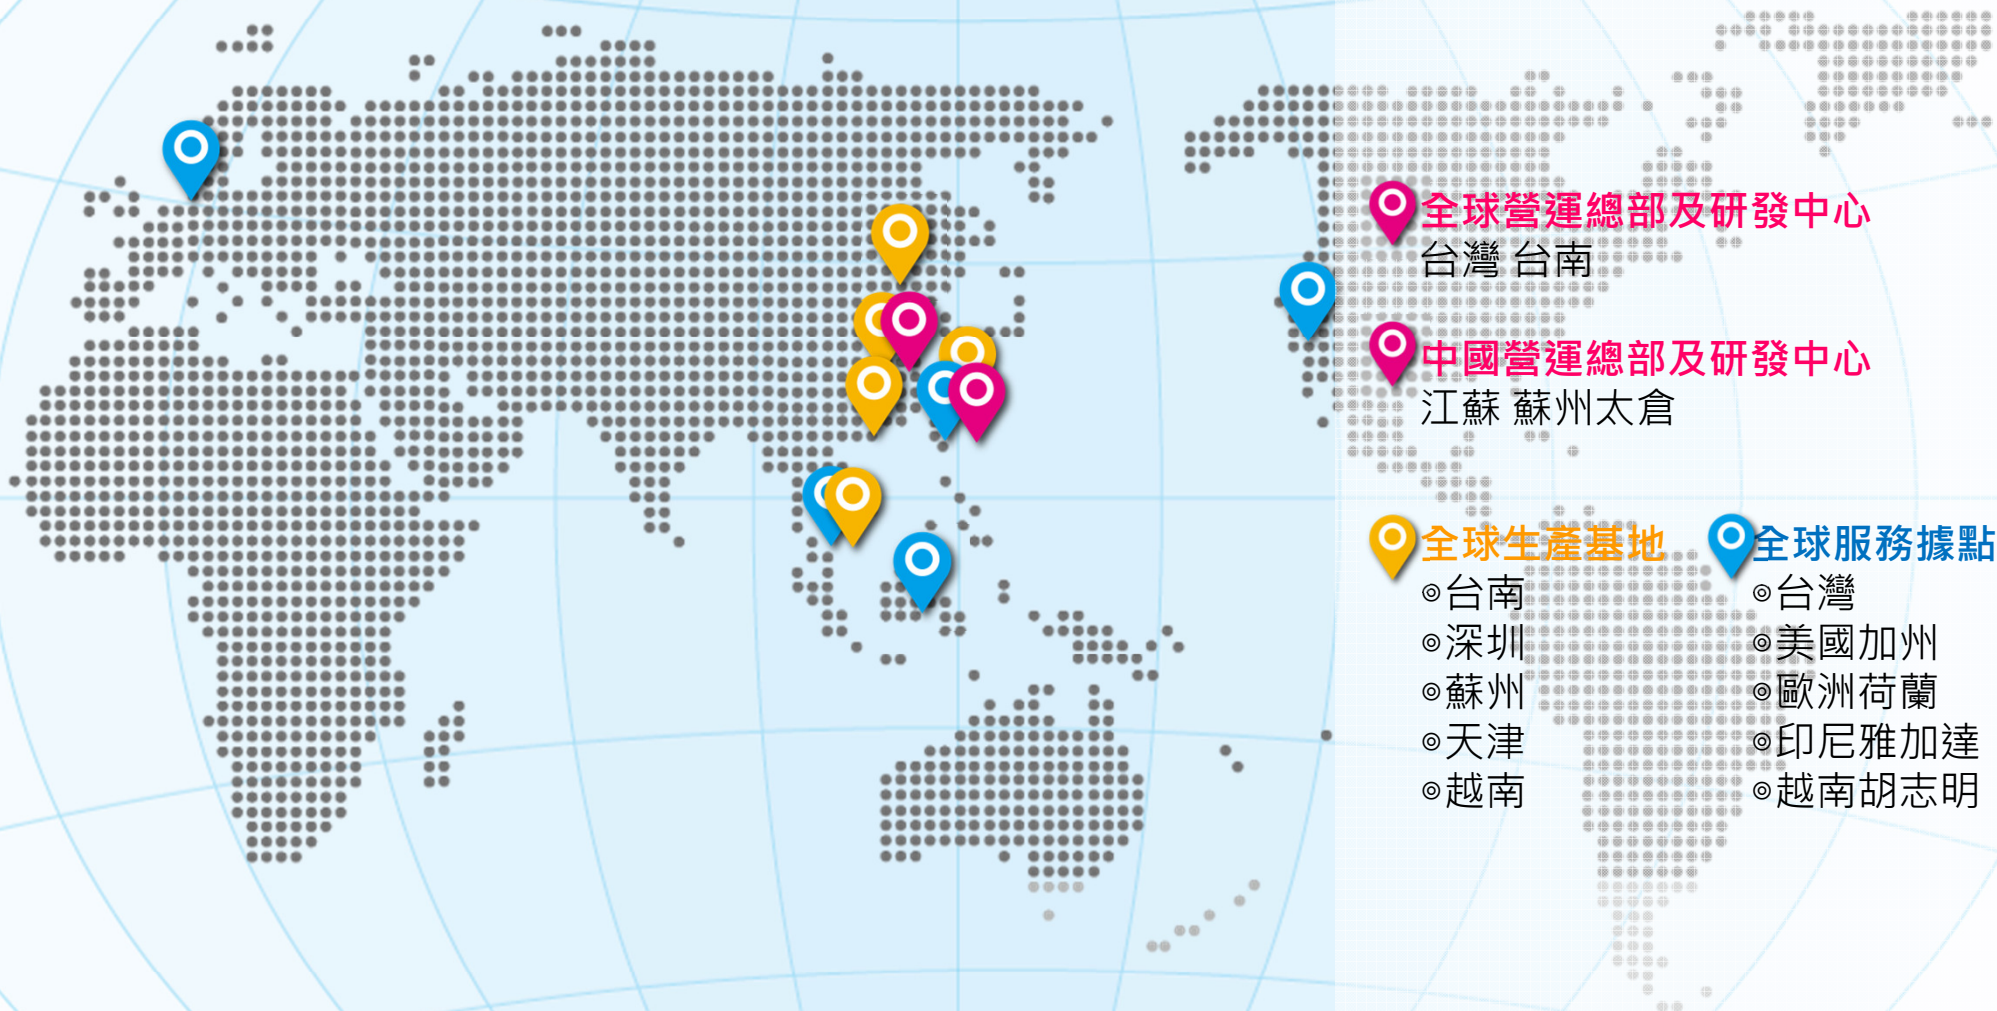 全球營運總部及研發中心
台灣 台南
中國營運總部及研發中心
江蘇 蘇州太倉
全球生產基地
◎台南
◎深圳
◎蘇州
◎天津
◎越南
全球服務據點
◎台灣
◎美國加州
◎歐洲荷蘭
◎印尼雅加達
◎越南胡志明